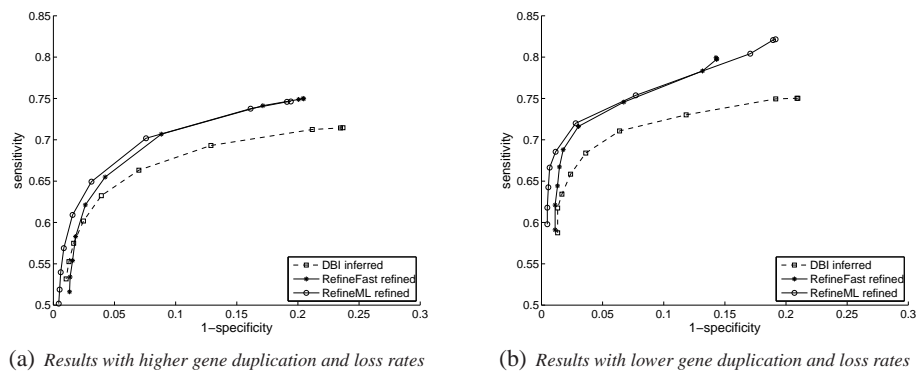 0.85
0.8
0.75
0.7
0.65
0.6
0.55
0.5
sensitivity
0
0.05
0.1
0.15
0.2
0.25
0.3
1−specificity
DBI inferred
RefineFast refined
RefineML refined
(a) Results with higher gene duplication and loss rates
0.85
0.8
0.75
0.7
0.65
0.6
0.55
0.5
sensitivity
0
0.05
0.1
0.15
0.2
0.25
0.3
1−specificity
DBI inferred
RefineFast refined
RefineML refined
(b) Results with lower gene duplication and loss rates